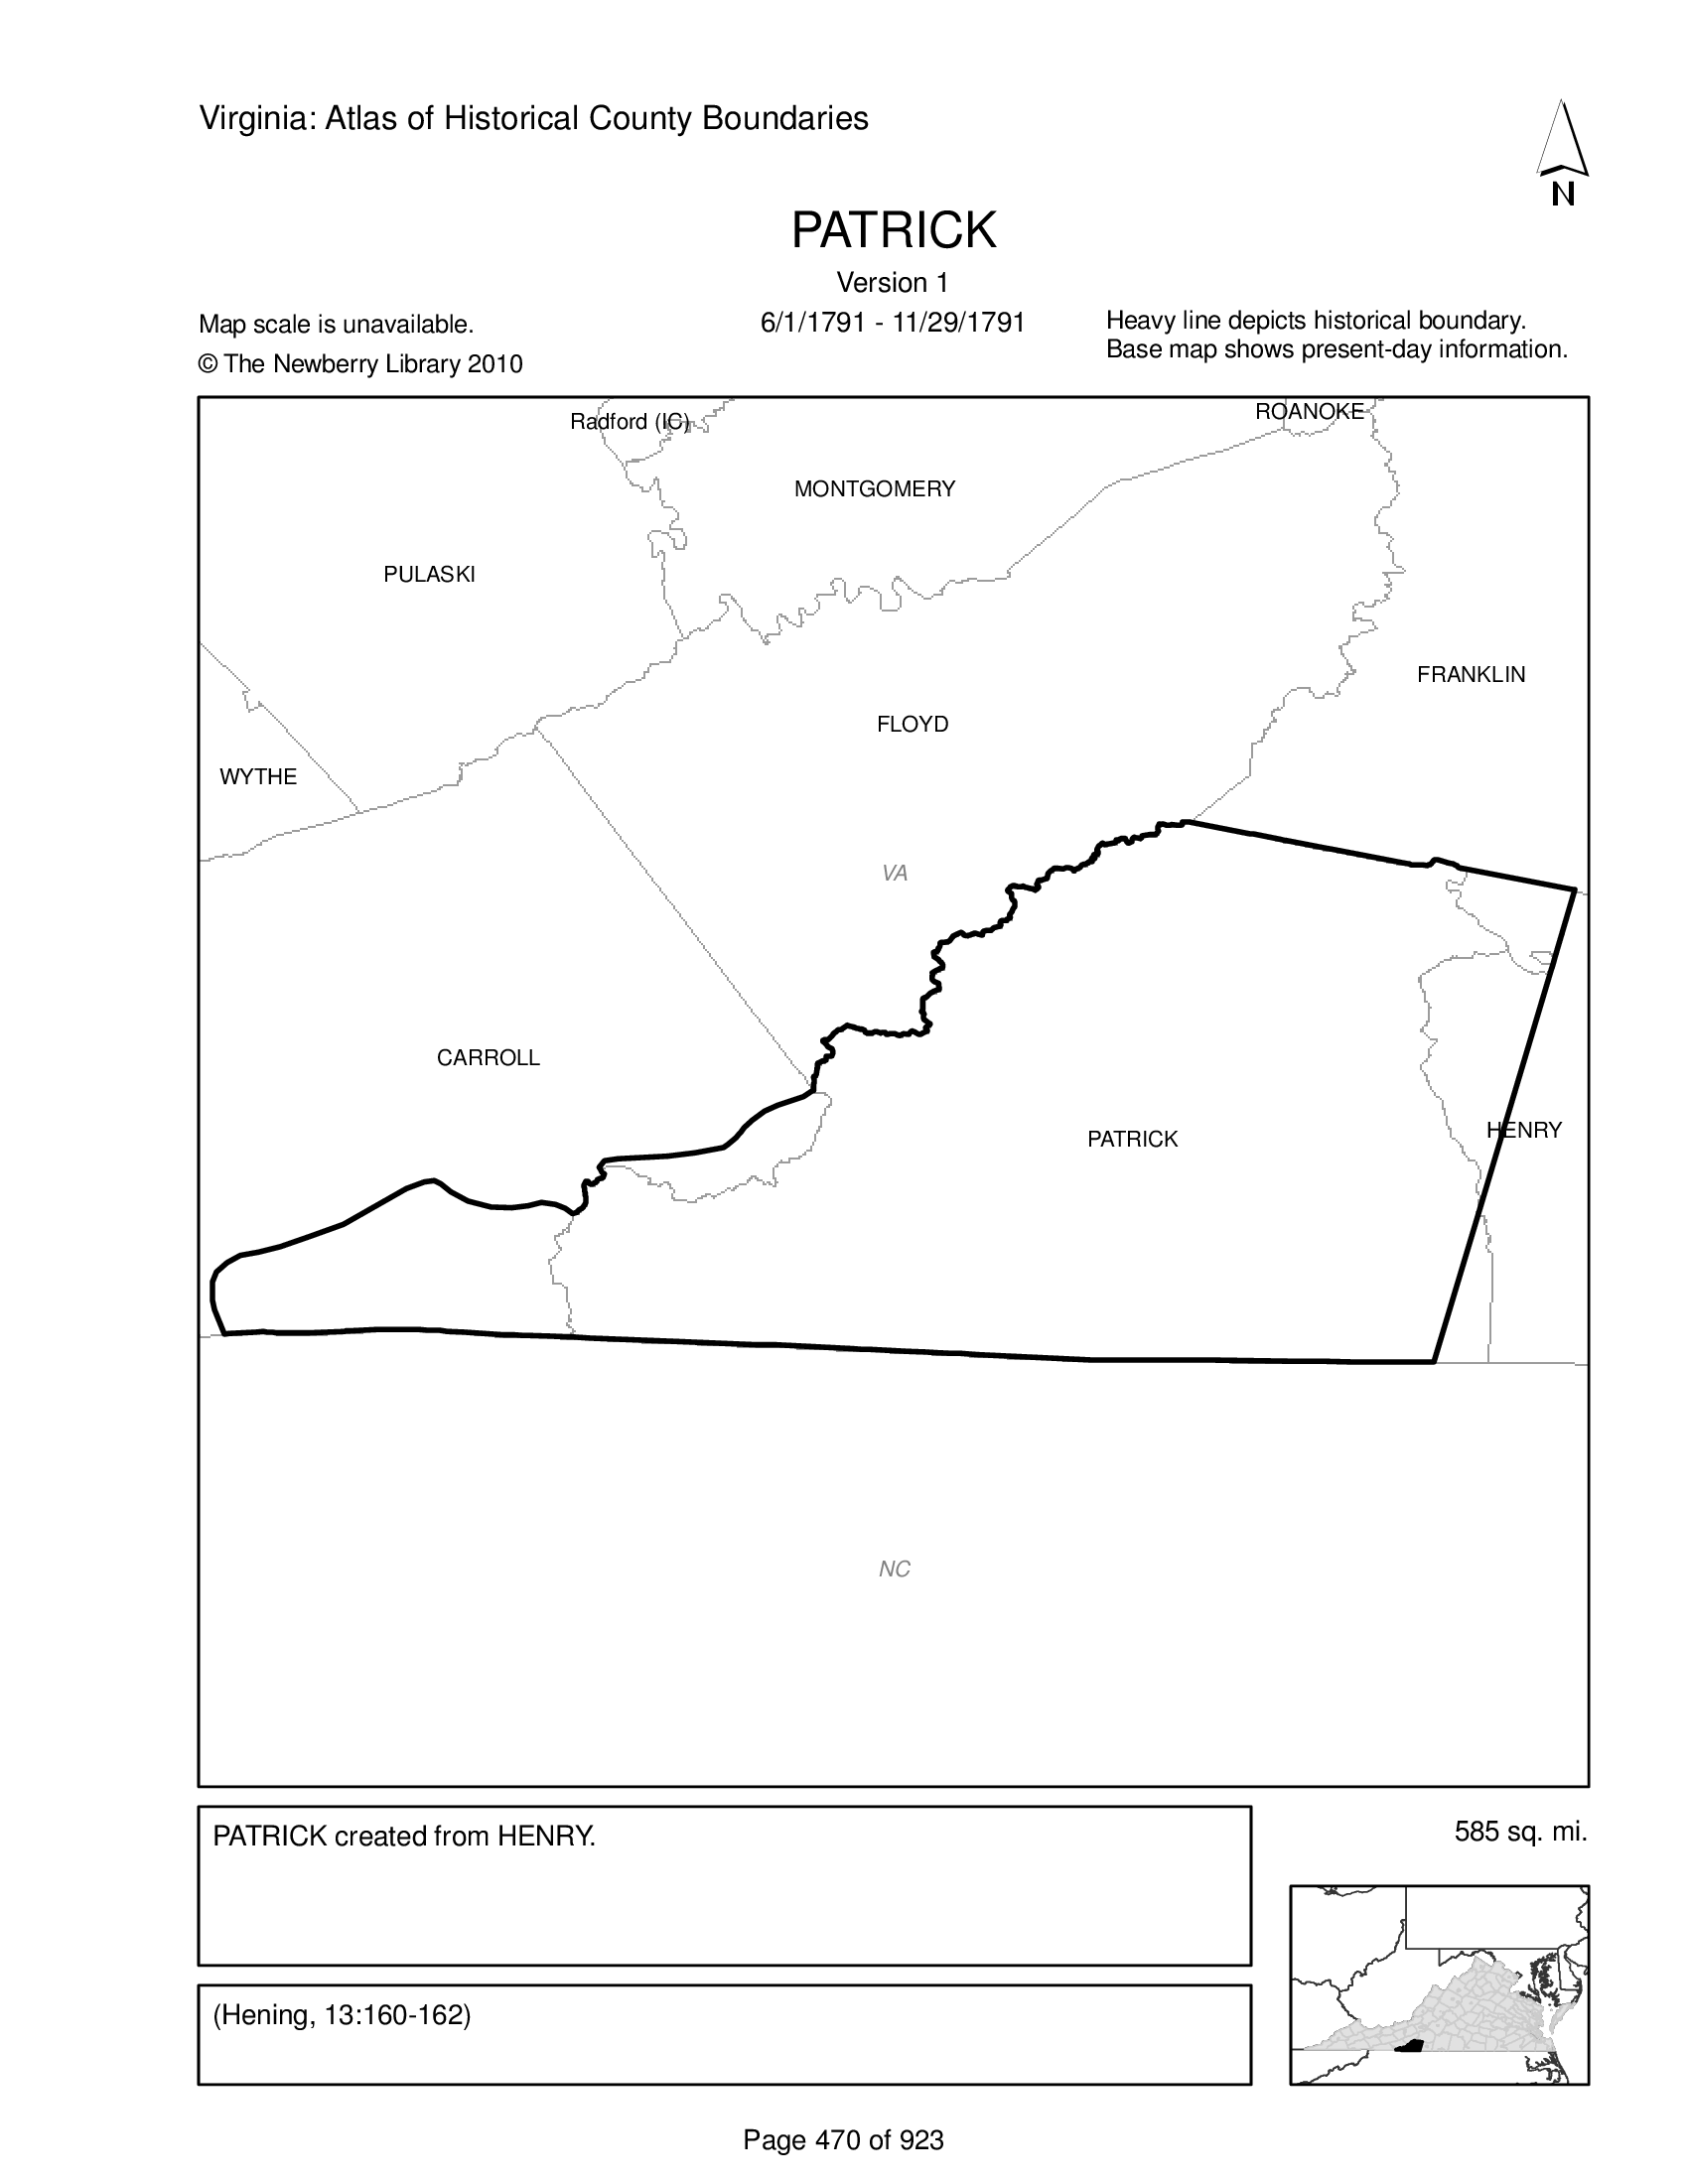 Virginia: Atlas of Historical County Boundaries
N
PATRICK
Version 1
6/1/1791 - 11/29/1791
Map scale is unavailable.
© The Newberry Library 2010
Heavy line depicts historical boundary.
Base map shows present-day information.
Radford (IC)
ROANOKE
MONTGOMERY
PULASKI
FRANKLIN
FLOYD
WYTHE
VA
CARROLL
PATRICK
HENRY
NC
PATRICK created from HENRY.
585 sq. mi.
(Hening, 13:160-162)
Page 470 of 923